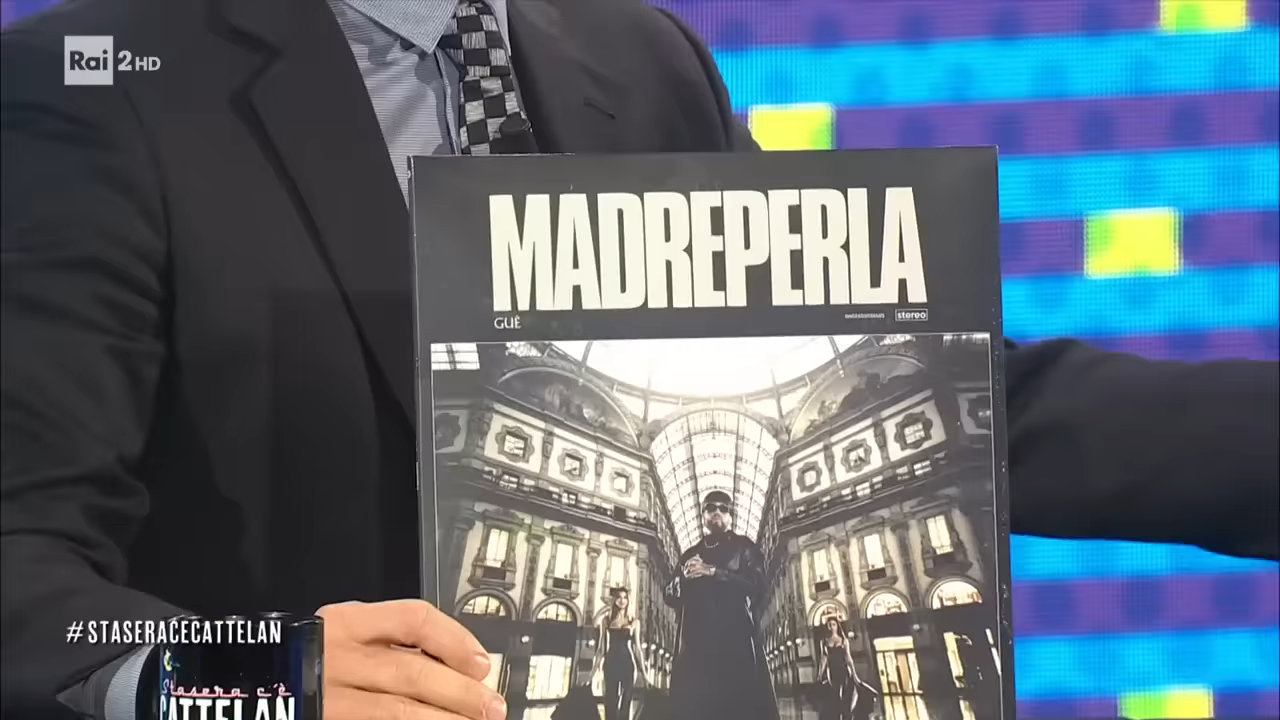 Rai 2HD
MADREPERLA
GUÈ
stereo
#STASERACECATTELAN
Stasera c'è
CATTELAN